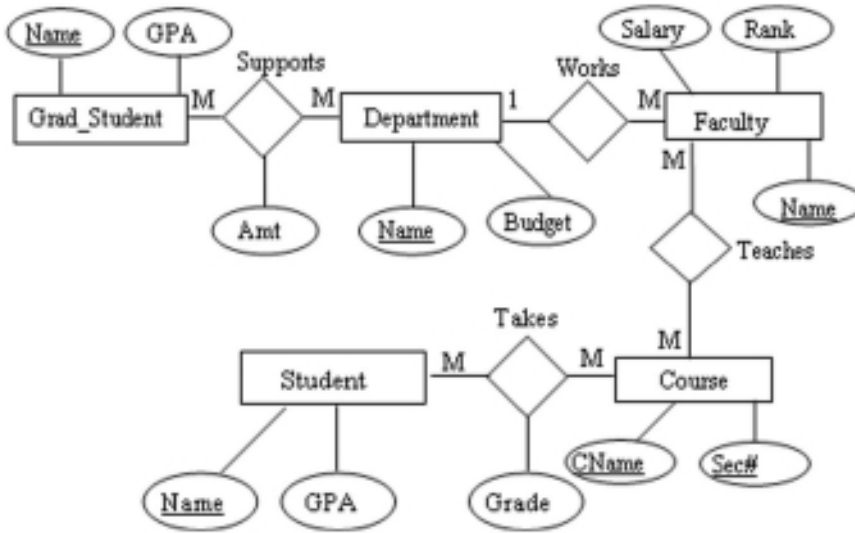 Name
GPA
Salary
Rank
Supports
Works
M
M
1
M
Grad_Student
Department
Faculty
M
Amt
Name
Budget
Name
Teaches
Takes
M
M
M
Student
Course
CName
Sec#
Name
GPA
Grade